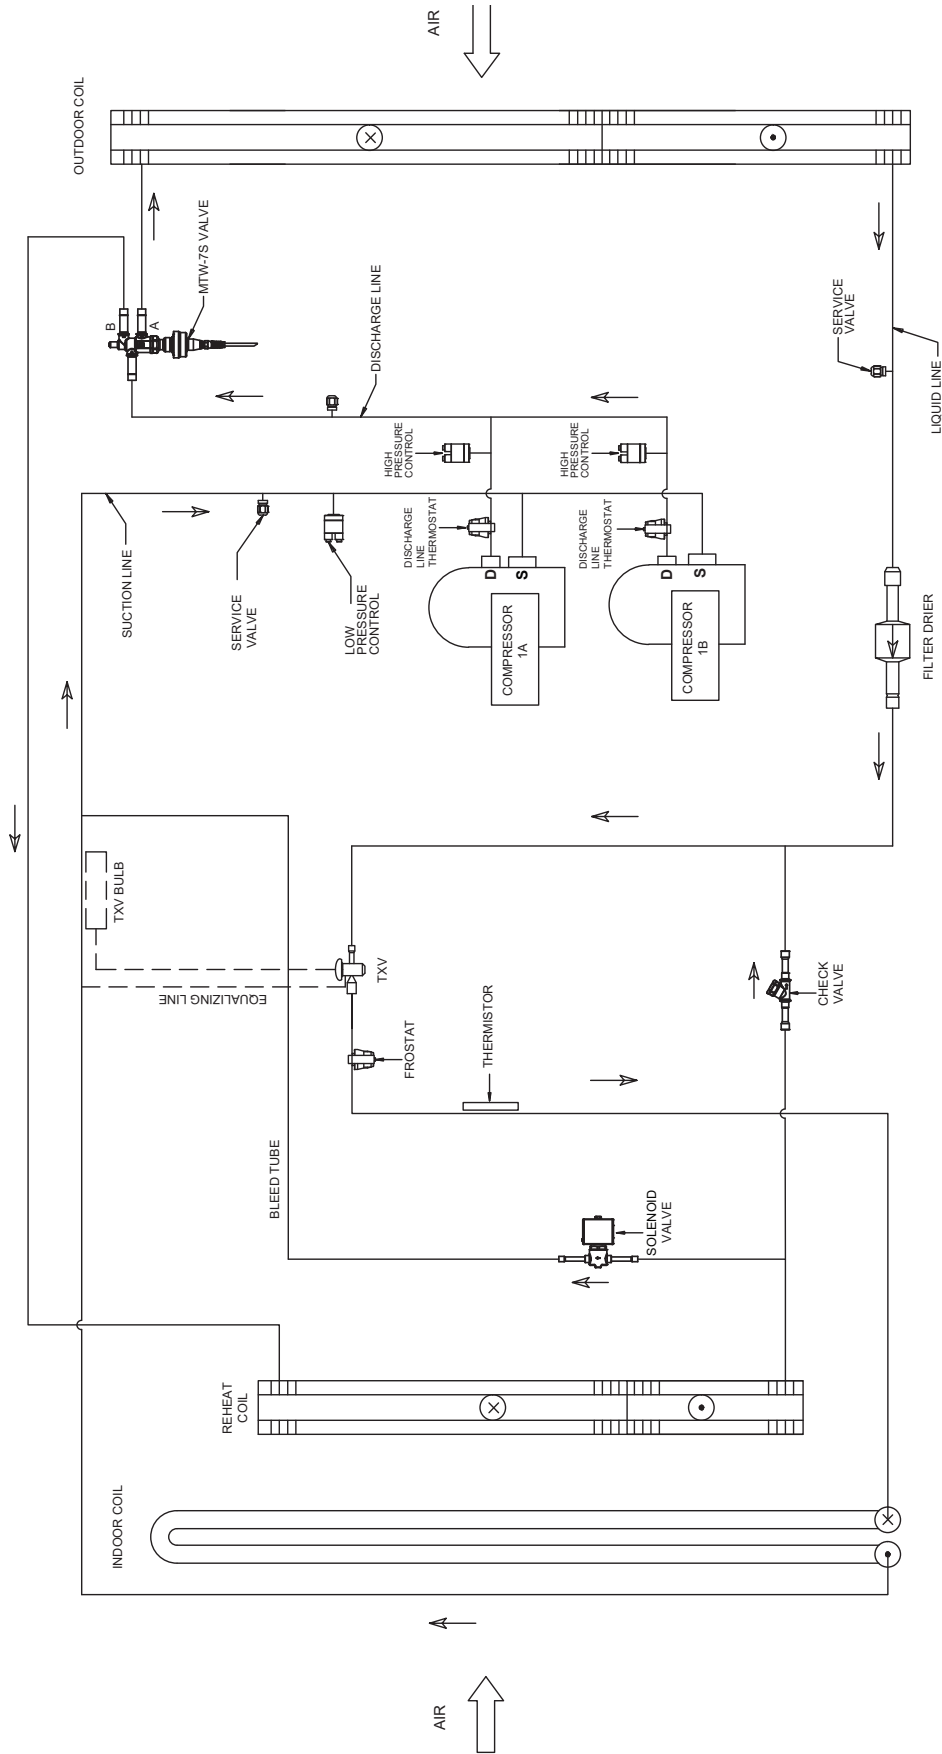 AIR
OUTDOOR COIL
B
A
MTW-7S VALVE
DISCHARGE LINE
SERVICE
VALVE
LIQUID LINE
HIGH
PRESSURE
CONTROL
HIGH
PRESSURE
CONTROL
SUCTION LINE
SERVICE
VALVE
LOW
PRESSURE
CONTROL
DISCHARGE
LINE
THERMOSTAT
DISCHARGE
LINE
THERMOSTAT
D
S
COMPRESSOR
1A
D
S
COMPRESSOR
1B
FILTER DRIER
TXV BULB
EQUALIZING LINE
TXV
FROSTAT
THERMISTOR
CHECK
VALVE
BLEED TUBE
SOLENOID
VALVE
REHEAT
COIL
INDOOR COIL
AIR